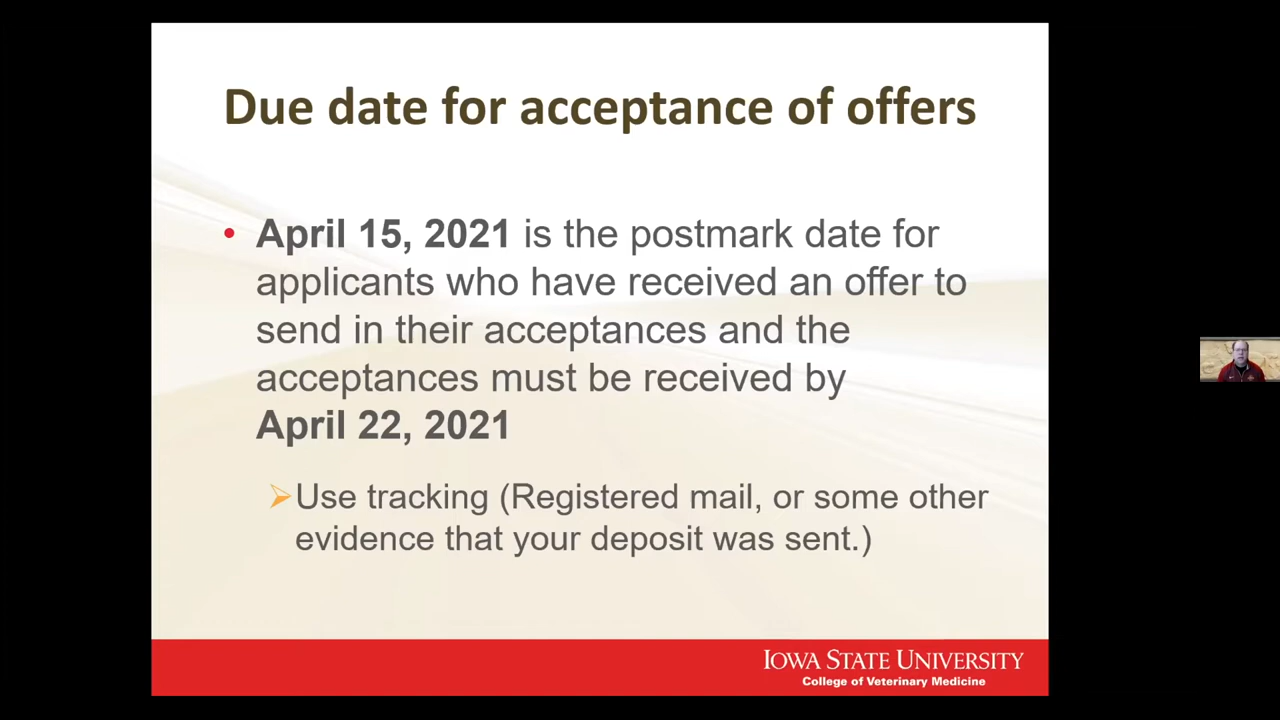 Due date for acceptance of offers
• April 15, 2021 is the postmark date for
applicants who have received an offer to
send in their acceptances and the
acceptances must be received by
April 22, 2021
➢Use tracking (Registered mail, or some other
evidence that your deposit was sent.)
IOWA STATE UNIVERSITY
College of Veterinary Medicine